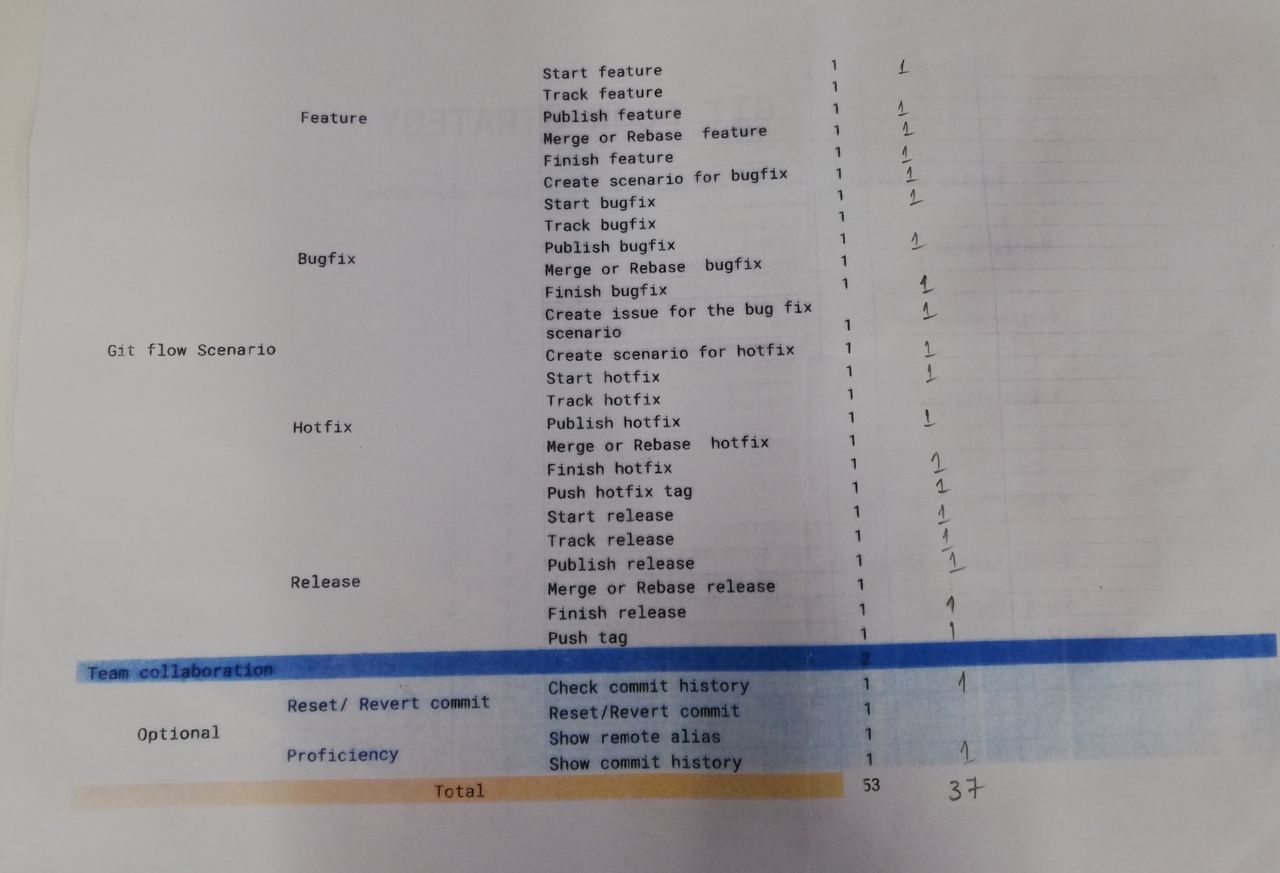 Start feature 1 1
Track feature 1
Feature Publish feature 1 1
Merge or Rebase feature 1 1
Finish feature 1 1
Create scenario for bugfix 1 1
Start bugfix 1 1
Track bugfix 1
Publish bugfix 1 1
Bugfix Merge or Rebase bugfix 1
Finish bugfix 1 1
Create issue for the bug fix 1
scenario 1
Git flow Scenario Create scenario for hotfix 1 1
Start hotfix 1 1
Track hotfix 1
Hotfix Publish hotfix 1 1
Merge or Rebase hotfix 1
Finish hotfix 1 1
Push hotfix tag 1 1
Start release 1 1
Track release 1 1
Publish release 1 1
Release Merge or Rebase release 1
Finish release 1 1
Push tag 1 1
Team collaboration 2
Check commit history 1 1
Reset/ Revert commit Reset/Revert commit 1
Optional Show remote alias 1
Proficiency Show commit history 1 1
Total 53 37